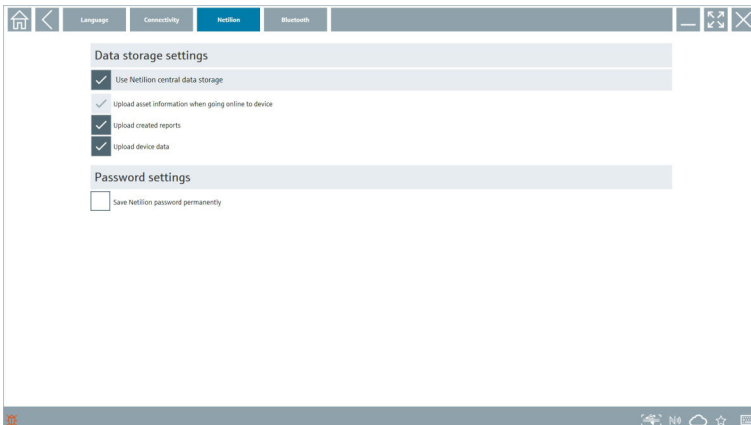 Language Connectivity Netilion Bluetooth
Data storage settings
Use Netilion central data storage
Upload asset information when going online to device
Upload created reports
Upload device data
Password settings
Save Netilion password permanently